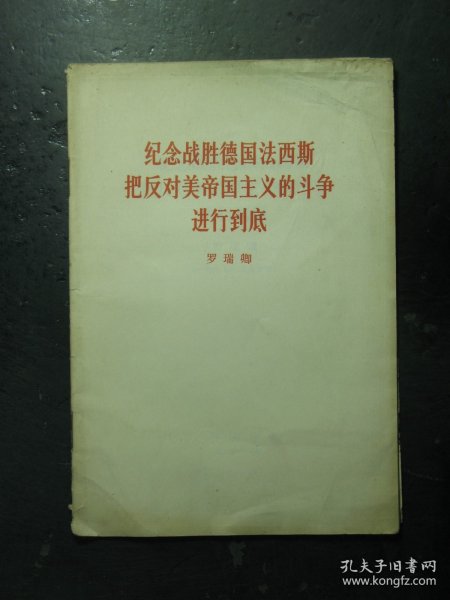 纪念战胜德国法西斯
把反对美帝国主义的斗争
进行到底
罗瑞卿
孔夫子旧书网
www.kongfz.com